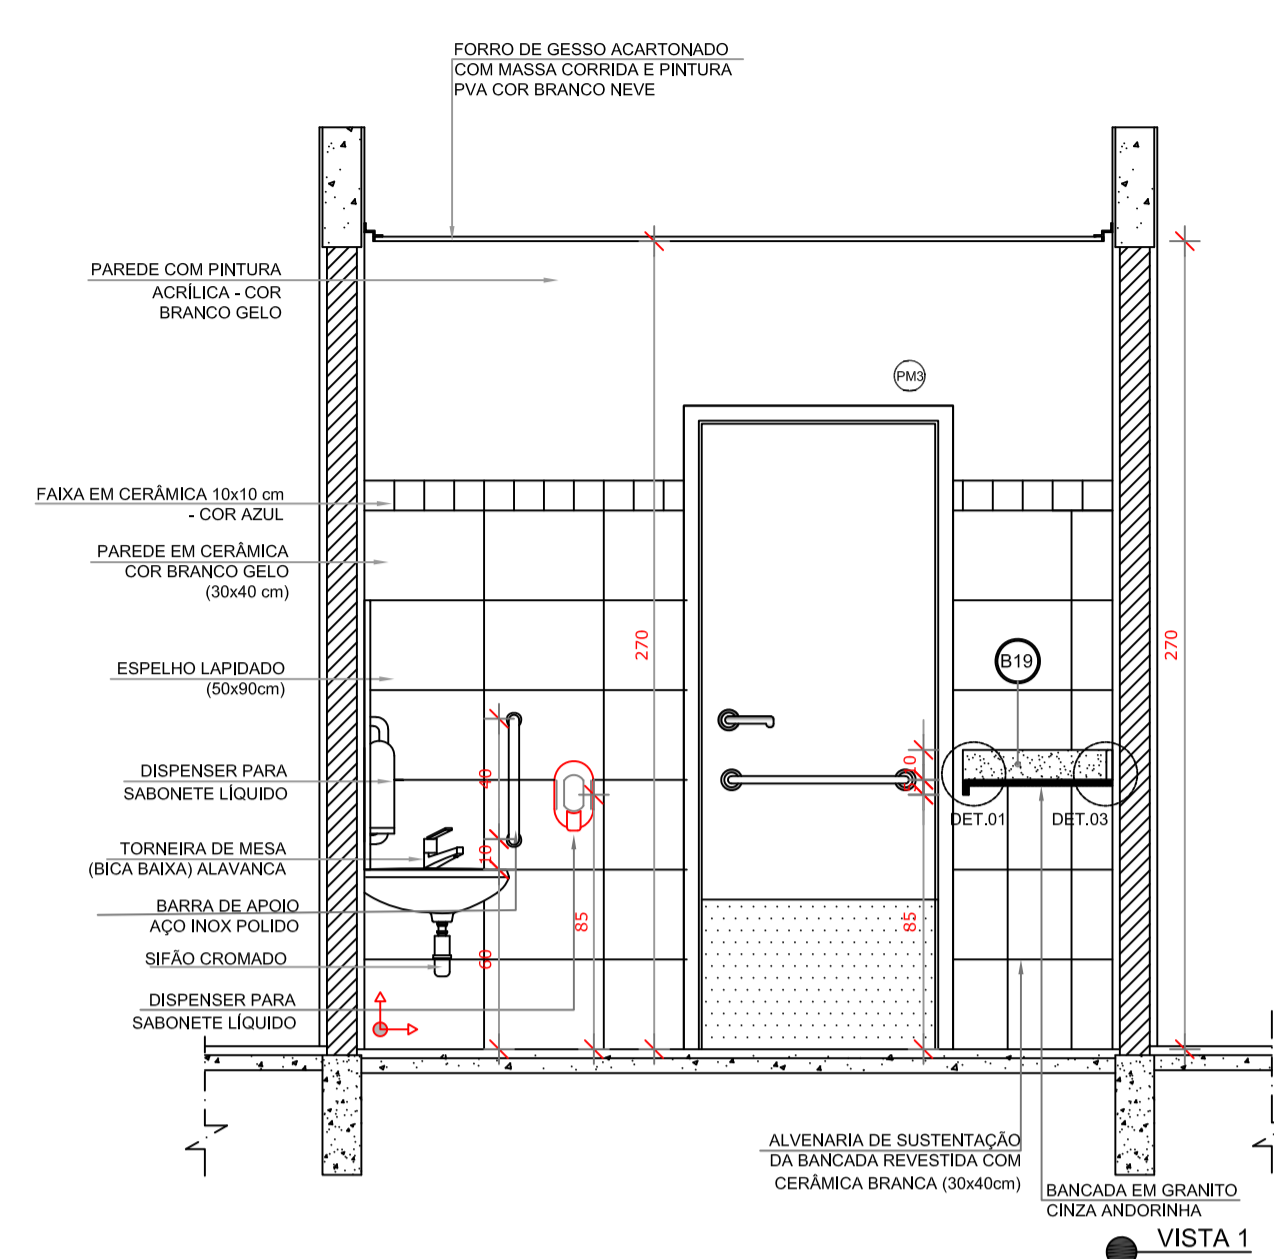 FORRO DE GESSO ACARTONADO
COM MASSA CORRIDA E PINTURA
PVA COR BRANCO NEVE
PAREDE COM PINTURA
ACRÍLICA - COR
BRANCO GELO
PM3
FAIXA EM CERÂMICA 10x10 cm
- COR AZUL
PAREDE EM CERÂMICA
COR BRANCO GELO
(30x40 cm)
270
270
B19
ESPELHO LAPIDADO
(50x90cm)
DISPENSER PARA
SABONETE LÍQUIDO
40
10
DET.01
DET.03
TORNEIRA DE MESA
(BICA BAIXA) ALAVANCA
10
BARRA DE APOIO
AÇO INOX POLIDO
85
85
SIFÃO CROMADO
60
DISPENSER PARA
SABONETE LÍQUIDO
ALVENARIA DE SUSTENTAÇÃO
DA BANCADA REVESTIDA COM
CERÂMICA BRANCA (30x40cm)
BANCADA EM GRANITO
CINZA ANDORINHA
VISTA 1